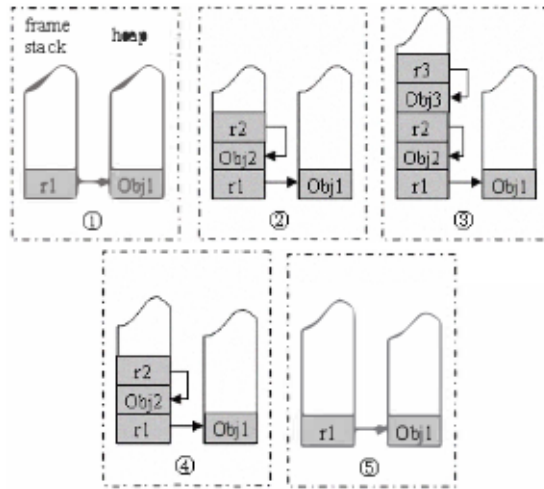 frame
stack
heap
r1
Obj1
①
r2
Obj2
r1
Obj1
②
r3
Obj3
r2
Obj2
r1
Obj1
③
r2
Obj2
r1
Obj1
④
r1
Obj1
⑤